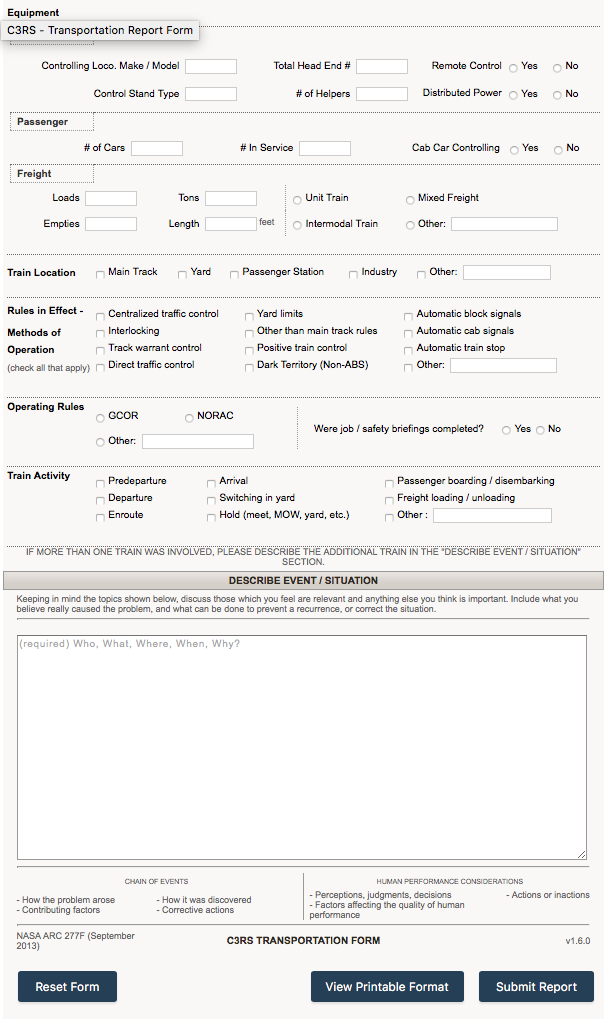 Equipment
C3RS - Transportation Report Form
Controlling Loco. Make / Model Total Head End # Remote Control Yes No
Control Stand Type # of Helpers Distributed Power Yes No
Passenger
# of Cars # In Service Cab Car Controlling Yes No
Freight
Loads Tons Unit Train Mixed Freight
Empties Length feet Intermodal Train Other:
Train Location Main Track Yard Passenger Station Industry Other:
Rules in Effect - Centralized traffic control Yard limits Automatic block signals
Methods of Interlocking Other than main track rules Automatic cab signals
Operation Track warrant control Positive train control Automatic train stop
(check all that apply) Direct traffic control Dark Territory (Non-ABS) Other:
Operating Rules GCOR NORAC
Were job / safety briefings completed? Yes No
Other:
Train Activity Predeparture Arrival Passenger boarding / disembarking
Departure Switching in yard Freight loading / unloading
Enroute Hold (meet, MOW, yard, etc.) Other :
IF MORE THAN ONE TRAIN WAS INVOLVED, PLEASE DESCRIBE THE ADDITIONAL TRAIN IN THE "DESCRIBE EVENT / SITUATION"
SECTION.
DESCRIBE EVENT / SITUATION
Keeping in mind the topics shown below, discuss those which you feel are relevant and anything else you think is important. Include what you
believe really caused the problem, and what can be done to prevent a recurrence, or correct the situation.
(required) Who, What, Where, When, Why?
CHAIN OF EVENTS
- How the problem arose - How it was discovered
- Contributing factors - Corrective actions
HUMAN PERFORMANCE CONSIDERATIONS
- Perceptions, judgments, decisions - Actions or inactions
- Factors affecting the quality of human
performance
NASA ARC 277F (September
2013)
C3RS TRANSPORTATION FORM
v1.6.0
Reset Form View Printable Format Submit Report